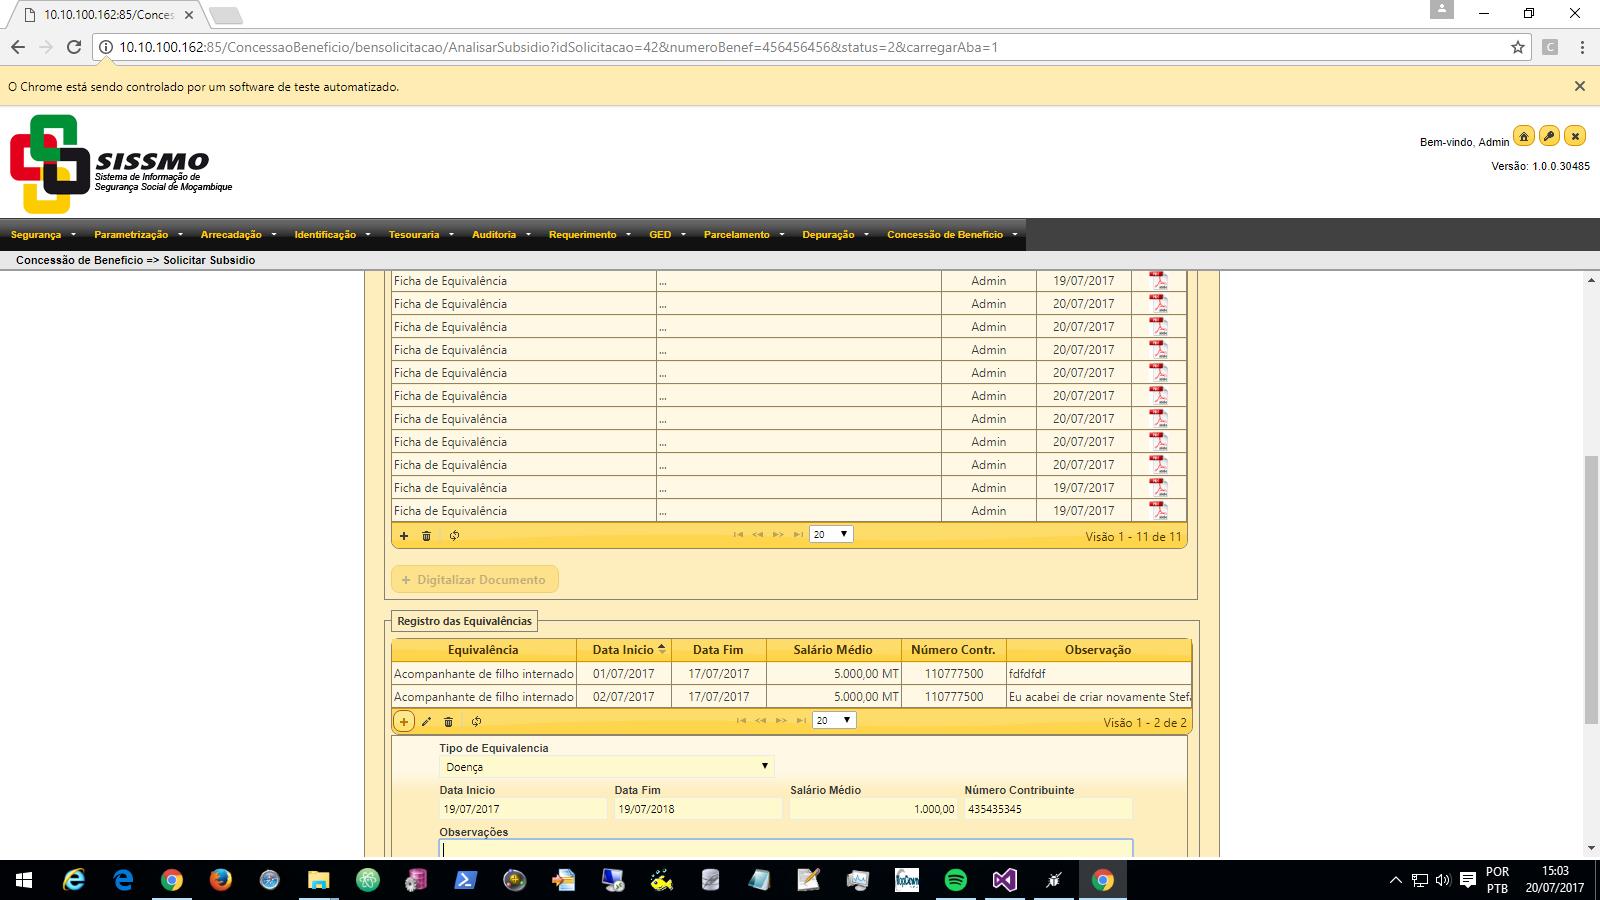 10.10.100.162:85/Conces
10.10.100.162:85/ConcessaoBeneficio/bensolicitacao/AnalisarSubsidio?idSolicitacao=42&numeroBenef=456456456&status=2&carregarAba=1
O Chrome está sendo controlado por um software de teste automatizado.
SISSMO
Sistema de Informação de
Segurança Social de Moçambique
Bem-vindo, Admin
Versão: 1.0.0.30485
Segurança Parametrização Arrecadação Identificação Tesouraria Auditoria Requerimento GED Parcelamento Depuração Concessão de Beneficio
Concessão de Beneficio => Solicitar Subsidio
Ficha de Equivalência ... Admin 19/07/2017
Ficha de Equivalência ... Admin 20/07/2017
Ficha de Equivalência ... Admin 20/07/2017
Ficha de Equivalência ... Admin 20/07/2017
Ficha de Equivalência ... Admin 20/07/2017
Ficha de Equivalência ... Admin 20/07/2017
Ficha de Equivalência ... Admin 20/07/2017
Ficha de Equivalência ... Admin 20/07/2017
Ficha de Equivalência ... Admin 20/07/2017
Ficha de Equivalência ... Admin 19/07/2017
Ficha de Equivalência ... Admin 19/07/2017
20 Visão 1 - 11 de 11
+ Digitalizar Documento
Registro das Equivalências
Equivalência Data Inicio Data Fim Salário Médio Número Contr. Observação
Acompanhante de filho internado 01/07/2017 17/07/2017 5.000,00 MT 110777500 fdfdfdf
Acompanhante de filho internado 02/07/2017 17/07/2017 5.000,00 MT 110777500 Eu acabei de criar novamente Stefa
20 Visão 1 - 2 de 2
Tipo de Equivalencia
Doença
Data Inicio Data Fim Salário Médio Número Contribuinte
19/07/2017 19/07/2018 1.000,00 435435345
Observações
POR 15:03
PTB 20/07/2017